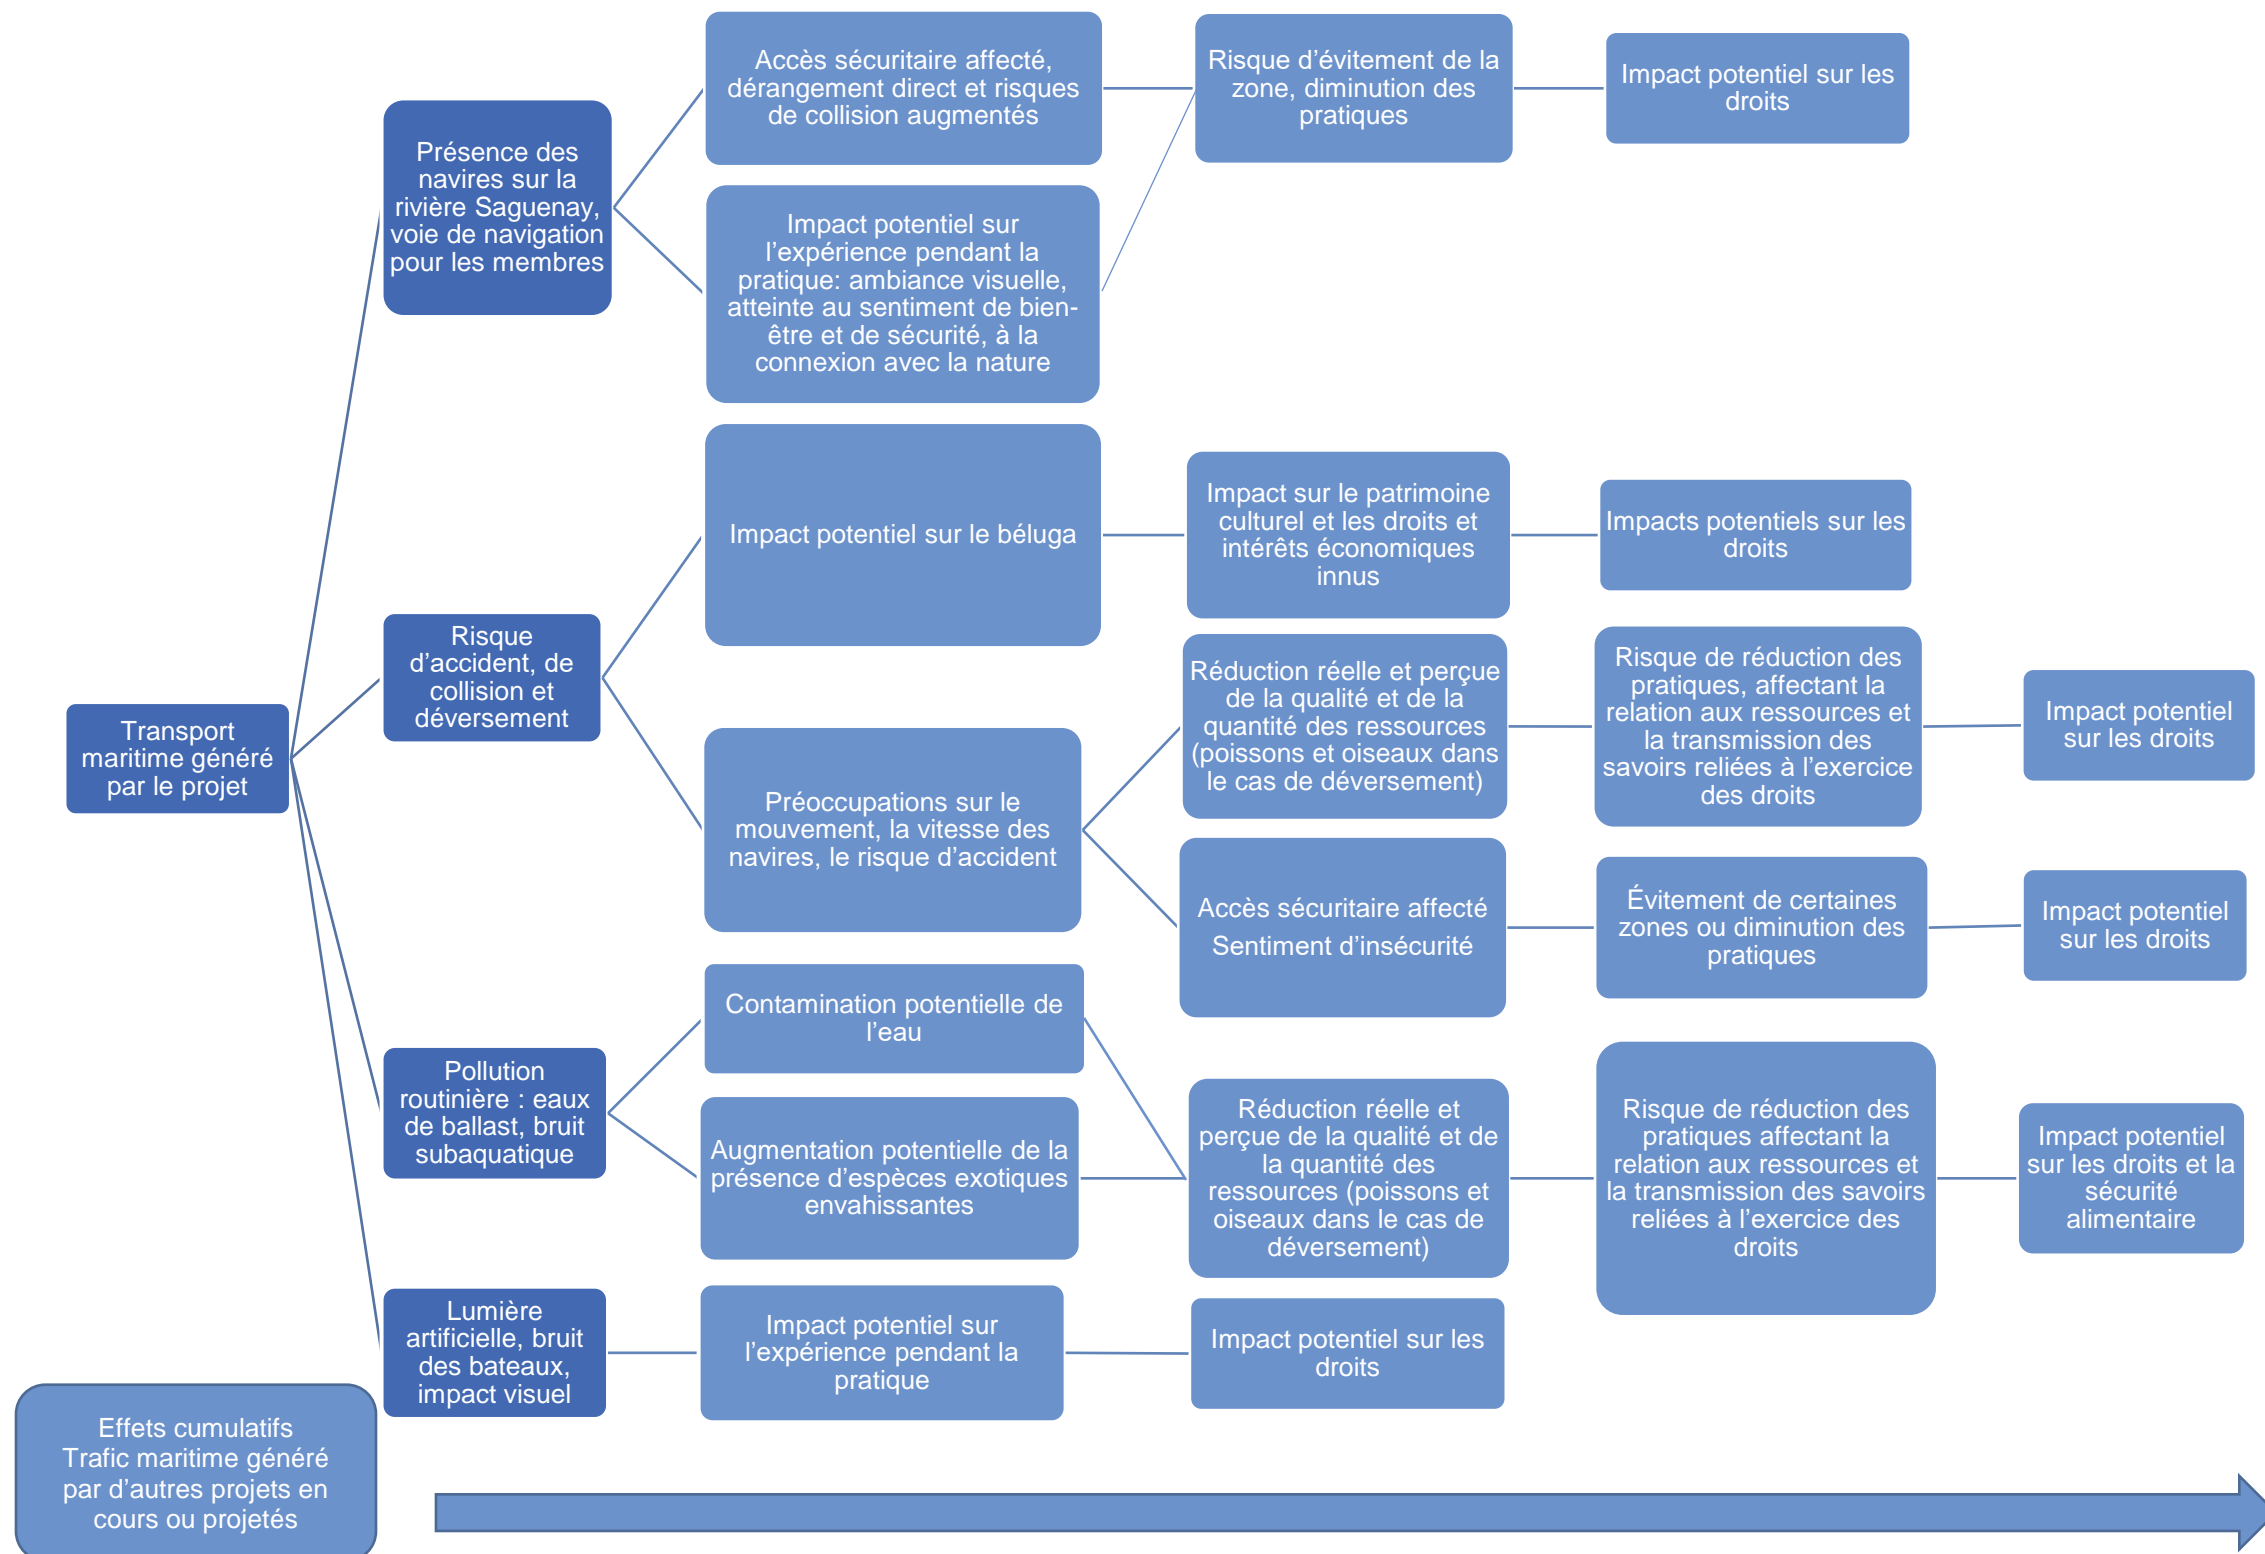 Transport
maritime généré
par le projet
Présence des
navires sur la
rivière Saguenay,
voie de navigation
pour les membres
Accès sécuritaire affecté,
dérangement direct et risques
de collision augmentés
Risque d’évitement de la
zone, diminution des
pratiques
Impact potentiel sur les
droits
Impact potentiel sur
l’expérience pendant la
pratique: ambiance visuelle,
atteinte au sentiment de bien-
être et de sécurité, à la
connexion avec la nature
Risque
d’accident, de
collision et
déversement
Impact potentiel sur le béluga
Impact sur le patrimoine
culturel et les droits et
intérêts économiques
innus
Impacts potentiels sur les
droits
Préoccupations sur le
mouvement, la vitesse des
navires, le risque d’accident
Réduction réelle et perçue
de la qualité et de la
quantité des ressources
(poissons et oiseaux dans
le cas de déversement)
Risque de réduction des
pratiques, affectant la
relation aux ressources et
la transmission des
savoirs reliées à l’exercice
des droits
Impact potentiel
sur les droits
Accès sécuritaire affecté
Sentiment d’insécurité
Évitement de certaines
zones ou diminution des
pratiques
Impact potentiel
sur les droits
Pollution
routinière : eaux
de ballast, bruit
subaquatique
Contamination potentielle de
l’eau
Augmentation potentielle de la
présence d’espèces exotiques
envahissantes
Réduction réelle et
perçue de la qualité et de
la quantité des
ressources (poissons et
oiseaux dans le cas de
déversement)
Risque de réduction des
pratiques affectant la
relation aux ressources et
la transmission des savoirs
reliées à l’exercice des
droits
Impact potentiel
sur les droits et la
sécurité
alimentaire
Lumière
artificielle, bruit
des bateaux,
impact visuel
Impact potentiel sur
l’expérience pendant la
pratique
Impact potentiel sur les
droits
Effets cumulatifs
Trafic maritime généré
par d’autres projets en
cours ou projetés